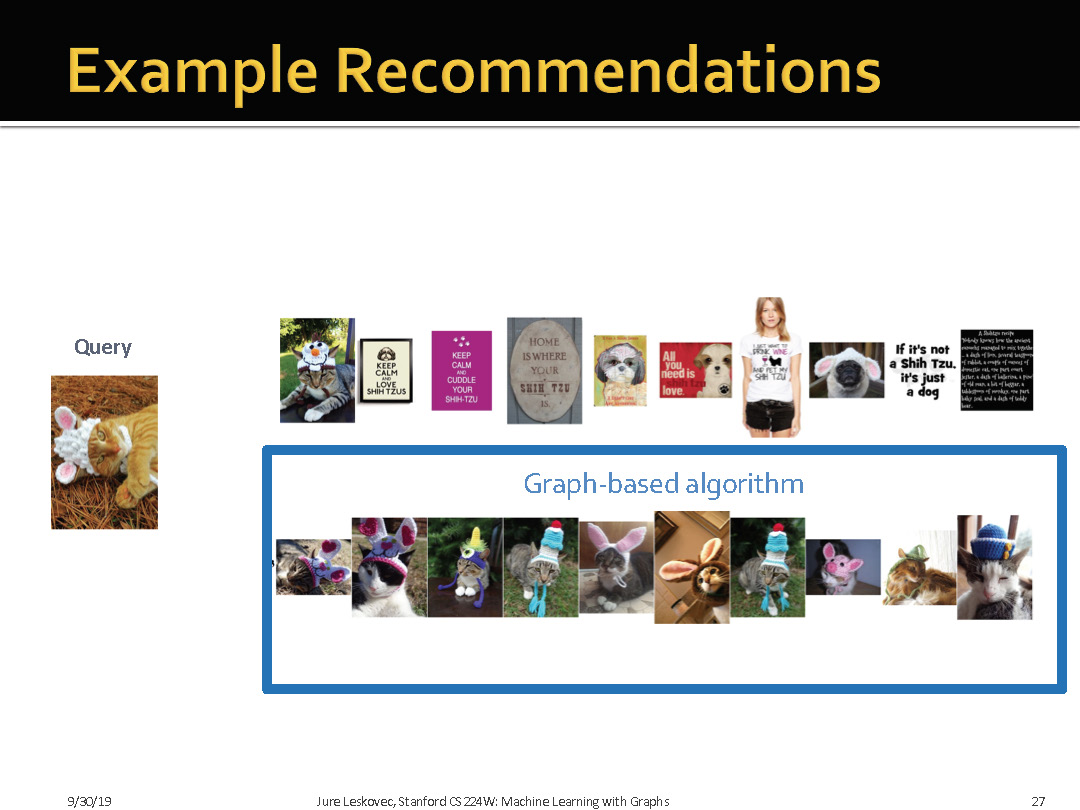 Example Recommendations
Query
KEEP
CALM
AND
LOVE
SHIH TZUS
KEEP
CALM
AND
CUDDLE
YOUR
SHIH-TZU
HOME
IS WHERE
YOUR
SHIH TZU
IS.
All
you
need is
shih tzu
love.
I JUST WANT TO
DRINK WINE
AND PET MY
SHIH TZU
If it's not
a Shih Tzu,
it's just
a dog
A Shihtzu recipe
Graph-based algorithm
9/30/19
Jure Leskovec, Stanford CS224W: Machine Learning with Graphs
27